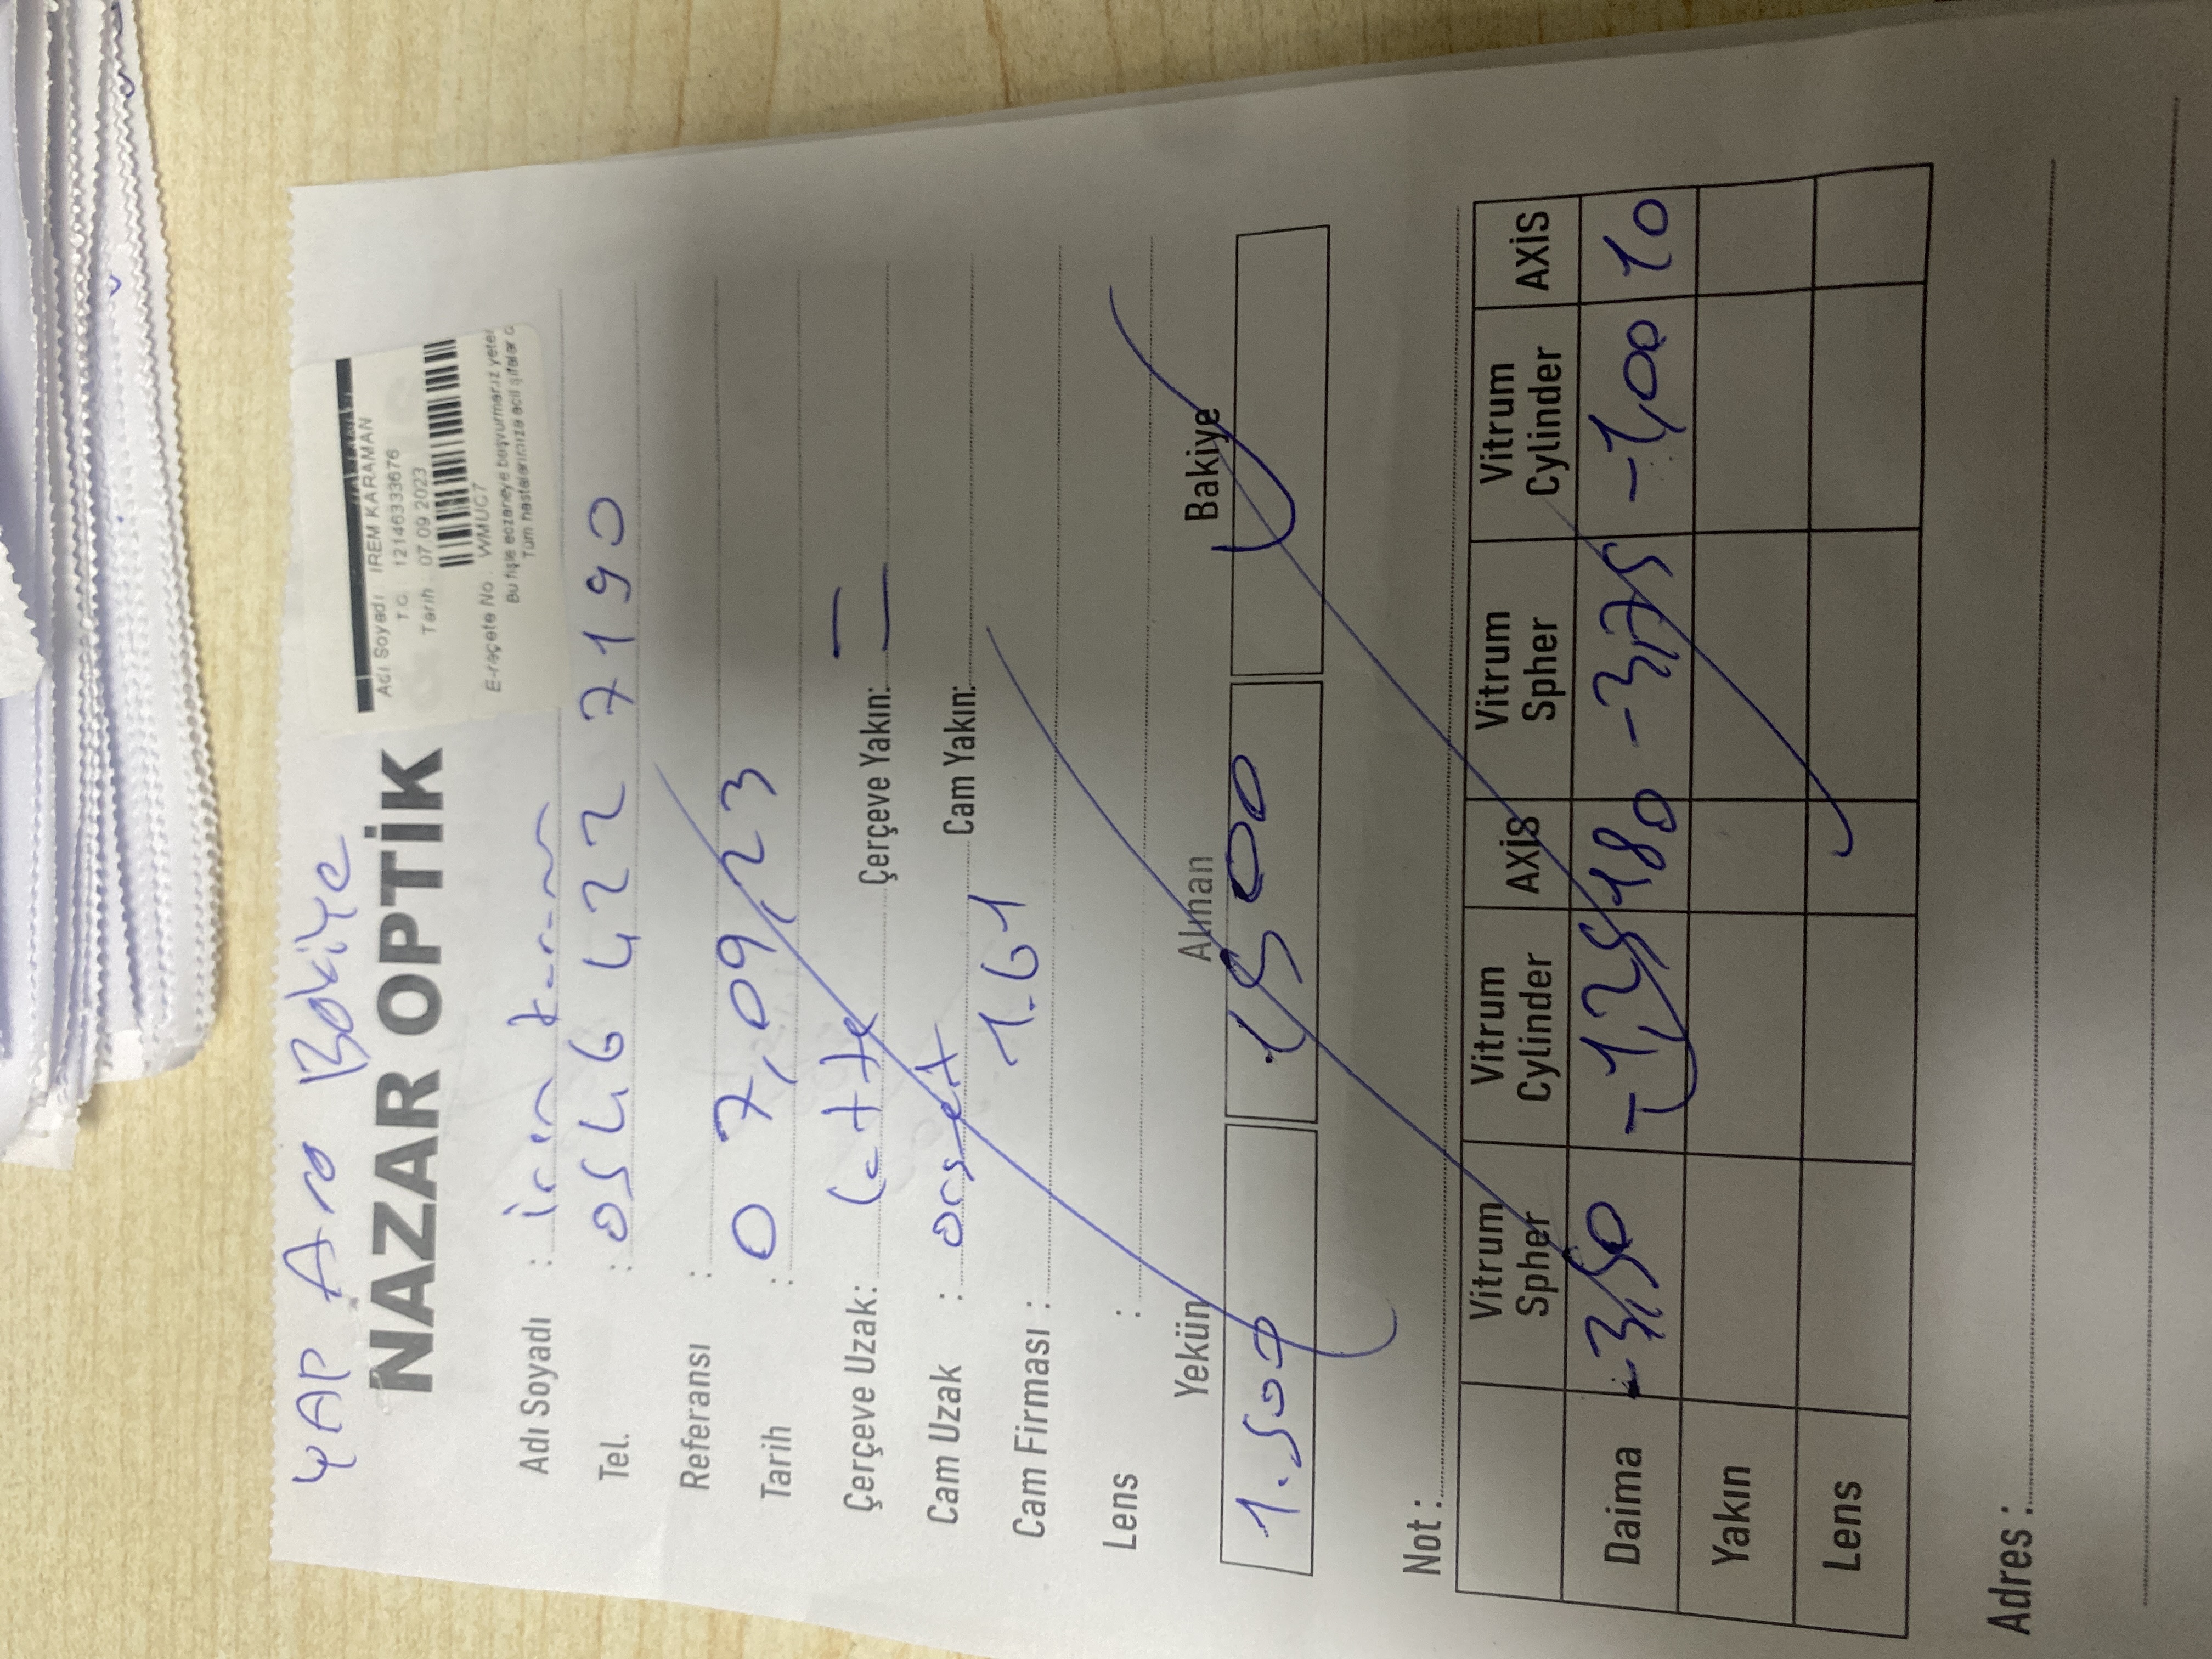 YAP Ara Bakiye
NAZAR OPTİK
Adı Soyadı : IREM KARAMAN
T.C. : 12146333676
Tarih : 07.09.2023
E-reçete No : WMUC7
Bu fişle eczaneye başvurmanız yeter
Tüm hastalarımıza acil şifalar d
Adı Soyadı : İrem Karaman
Tel. : 0546 422 7190
Referansı :
Tarih : 07,09,23
Çerçeve Uzak: Çerçeve Yakın: =
Cam Uzak : Cam Yakın:
1.61
Cam Firması :
Lens :
Yekün Alınan Bakiye
1.500 1500
Not :
Vitrum Spher Vitrum Cylinder AXİS Vitrum Spher Vitrum Cylinder AXİS
Daima -3,50 -1,25 180 -3,75 -1,00 10
Yakın
Lens
Adres :